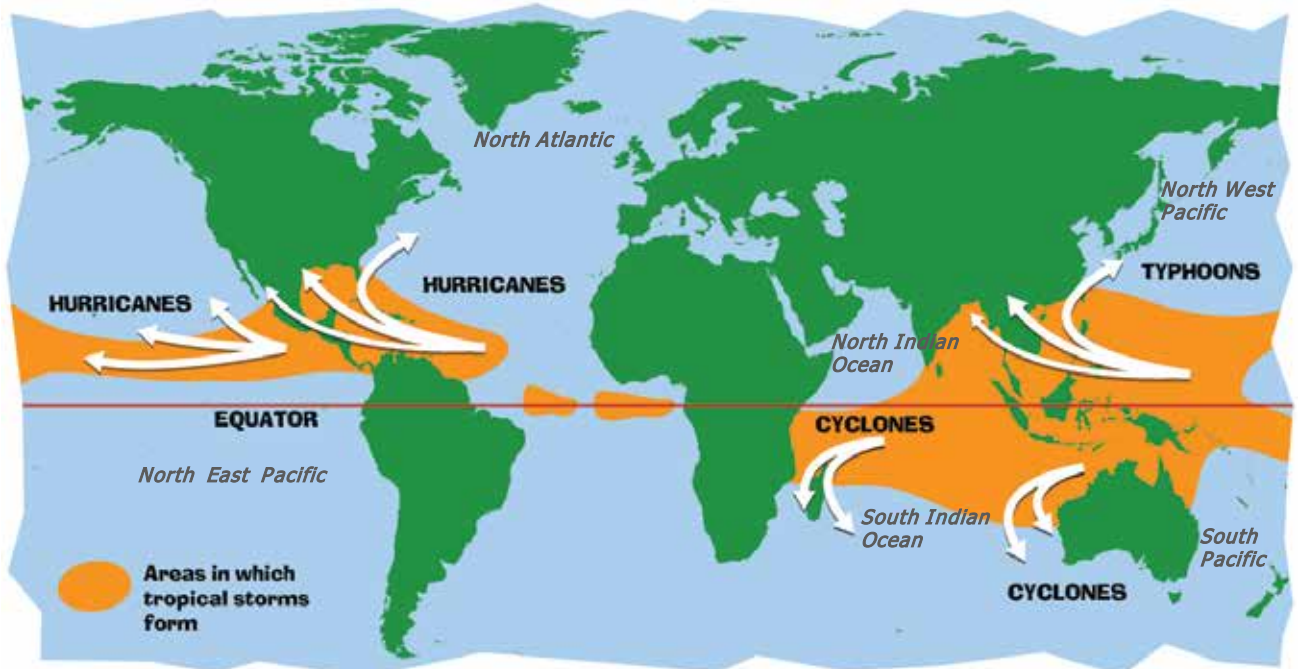 North Atlantic
North West
Pacific
TYPHOONS
HURRICANES
HURRICANES
North Indian
Ocean
EQUATOR
CYCLONES
North East Pacific
South Indian
Ocean
South
Pacific
Areas in which
tropical storms
form
CYCLONES